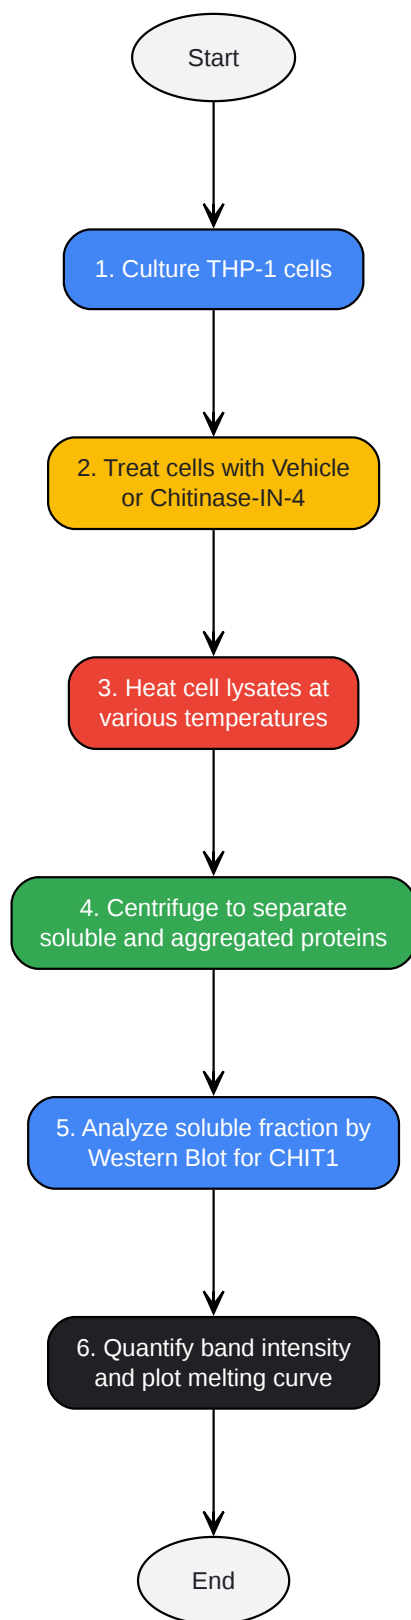 Start
1. Culture THP-1 cells
2. Treat cells with Vehicle
or Chitinase-IN-4
3. Heat cell lysates at
various temperatures
4. Centrifuge to separate
soluble and aggregated proteins
5. Analyze soluble fraction by
Western Blot for CHIT1
6. Quantify band intensity
and plot melting curve
End